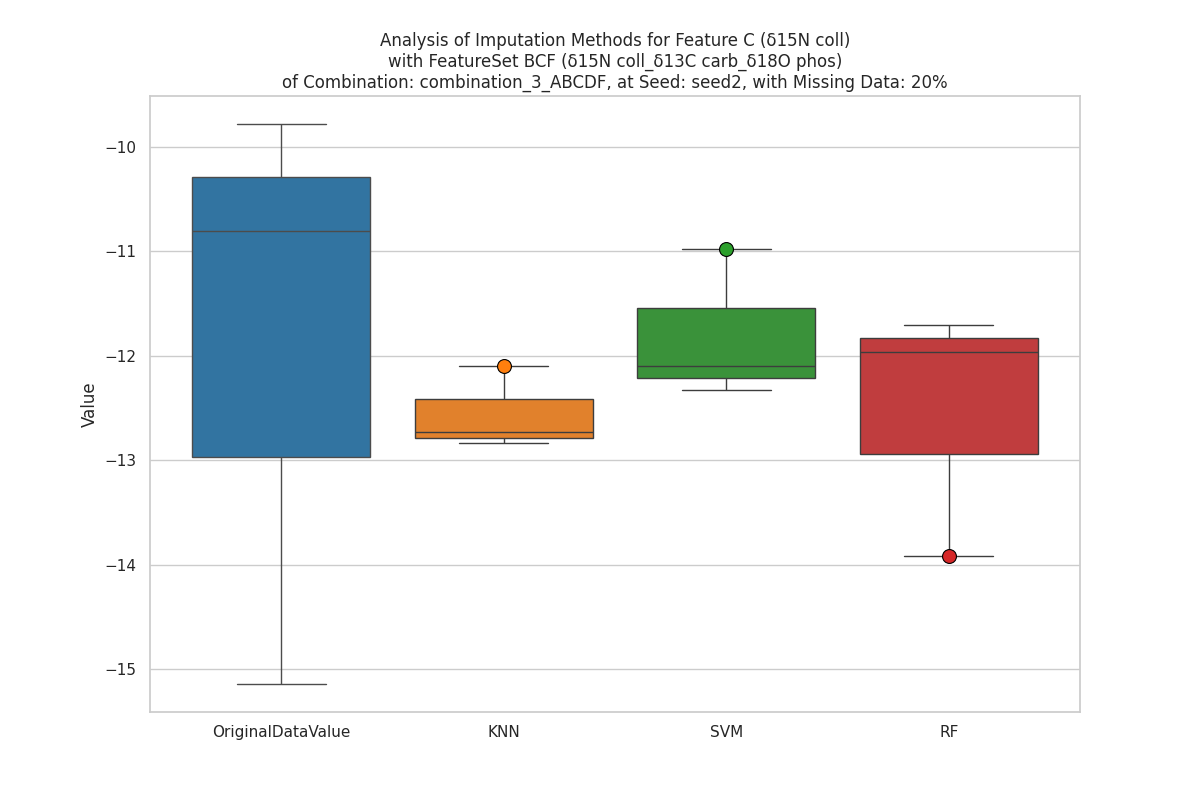 Analysis of Imputation Methods for Feature C (δ15N coll)
with FeatureSet BCF (δ15N coll_δ13C carb_δ18O phos)
of Combination: combination_3_ABCDF, at Seed: seed2, with Missing Data: 20%
Value
−10
−11
−12
−13
−14
−15
OriginalDataValue
KNN
SVM
RF